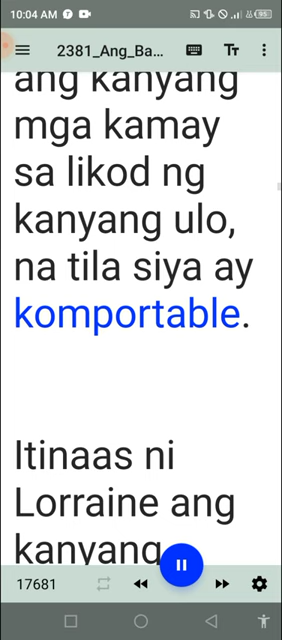 10:04 AM
2381_Ang_Ba...
Tт
ang kanyang
mga kamay
sa likod ng
kanyang ulo,
na tila siya ay
komportable.
Itinaas ni
Lorraine ang
kanyang
17681